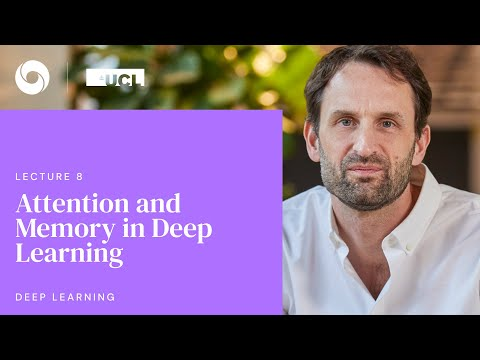 UCL
LECTURE 8
Attention and
Memory in Deep
Learning
DEEP LEARNING